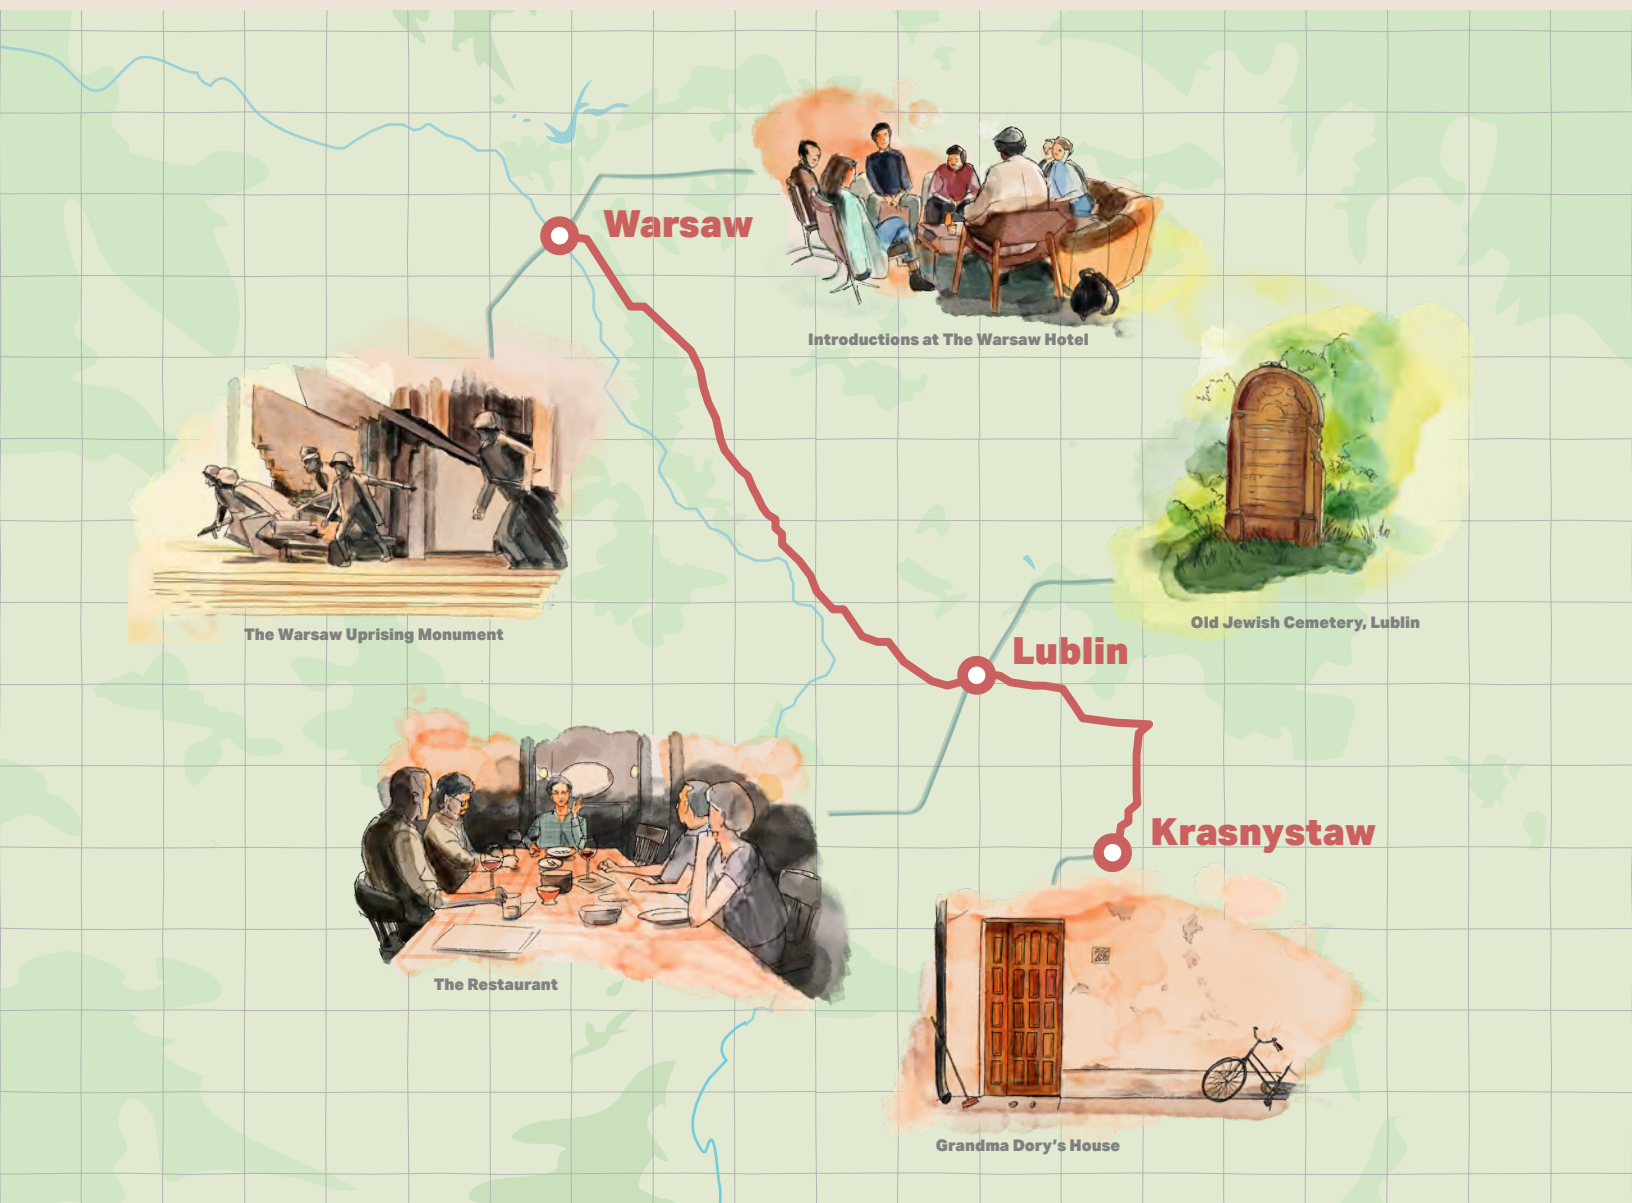 Warsaw
Introductions at The Warsaw Hotel
The Warsaw Uprising Monument
Old Jewish Cemetery, Lublin
Lublin
Krasnystaw
The Restaurant
Grandma Dory's House